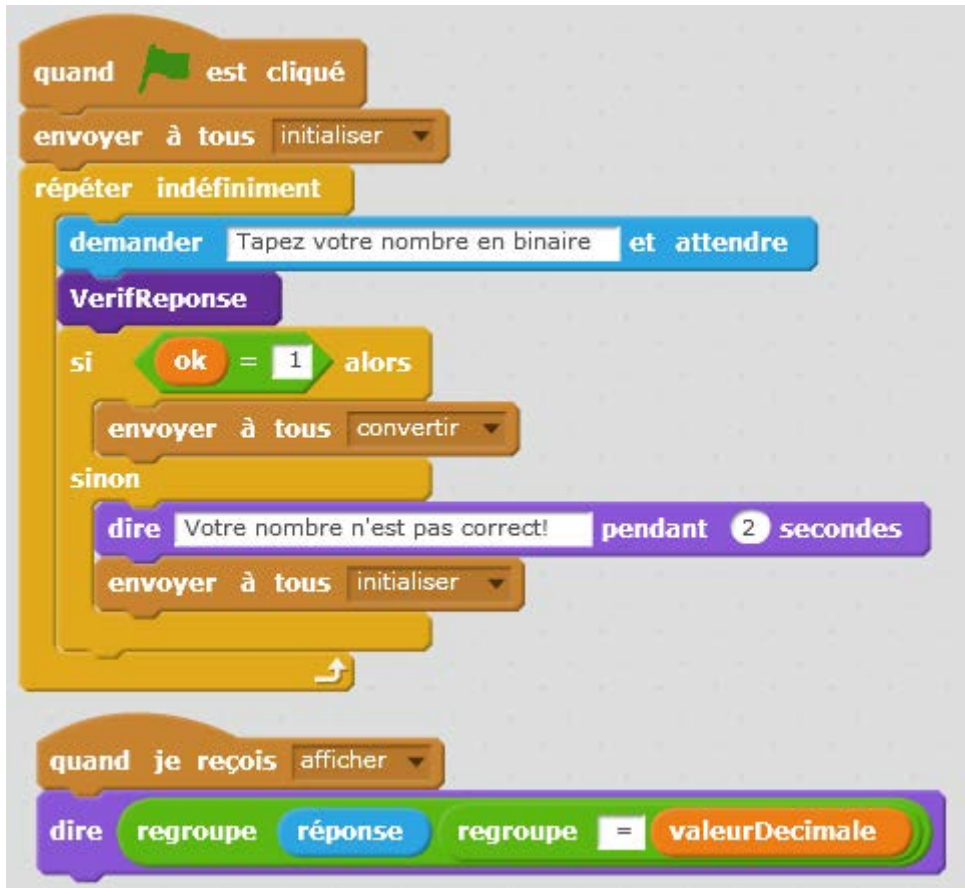 quand est cliqué
envoyer à tous initialiser
répéter indéfiniment
demander Tapez votre nombre en binaire et attendre
VerifReponse
si ok = 1 alors
envoyer à tous convertir
sinon
dire Votre nombre n'est pas correct! pendant 2 secondes
envoyer à tous initialiser
quand je reçois afficher
dire regroupe réponse regroupe = valeurDecimale